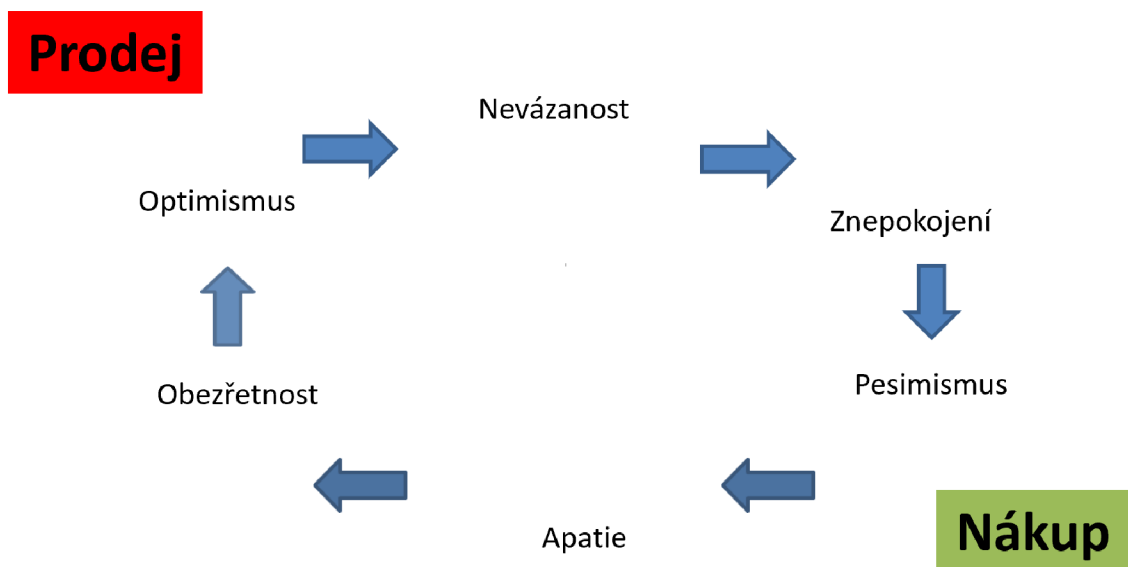 Prodej
Nevázanost
Optimismus
Znepokojení
Obezřetnost
Pesimismus
Apatie
Nákup